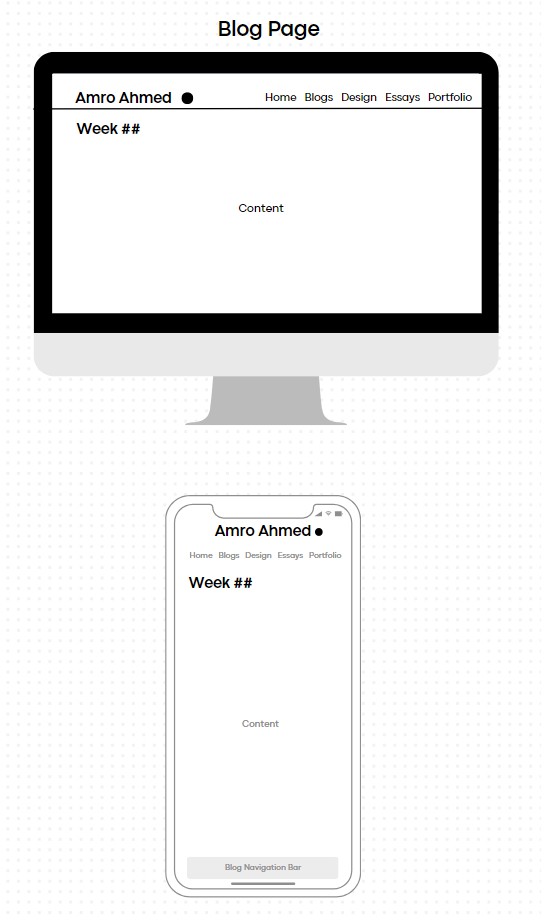 Blog Page
Amro Ahmed
Home Blogs Design Essays Portfolio
Week ##
Content
Amro Ahmed
Home Blogs Design Essays Portfolio
Week ##
Content
Blog Navigation Bar